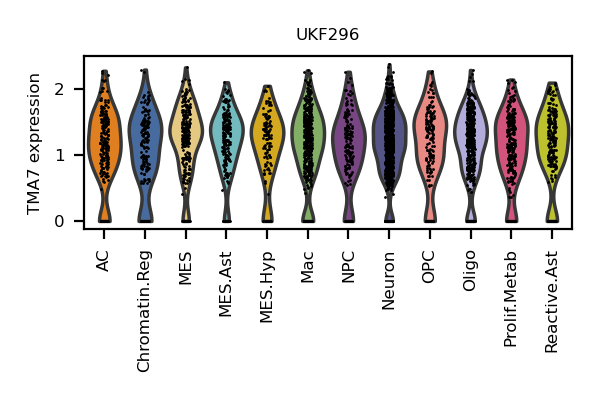 UKF296
TMA7 expression
2
1
0
AC
Chromatin.Reg
MES
MES.Ast
MES.Hyp
Mac
NPC
Neuron
OPC
Oligo
Prolif.Metab
Reactive.Ast